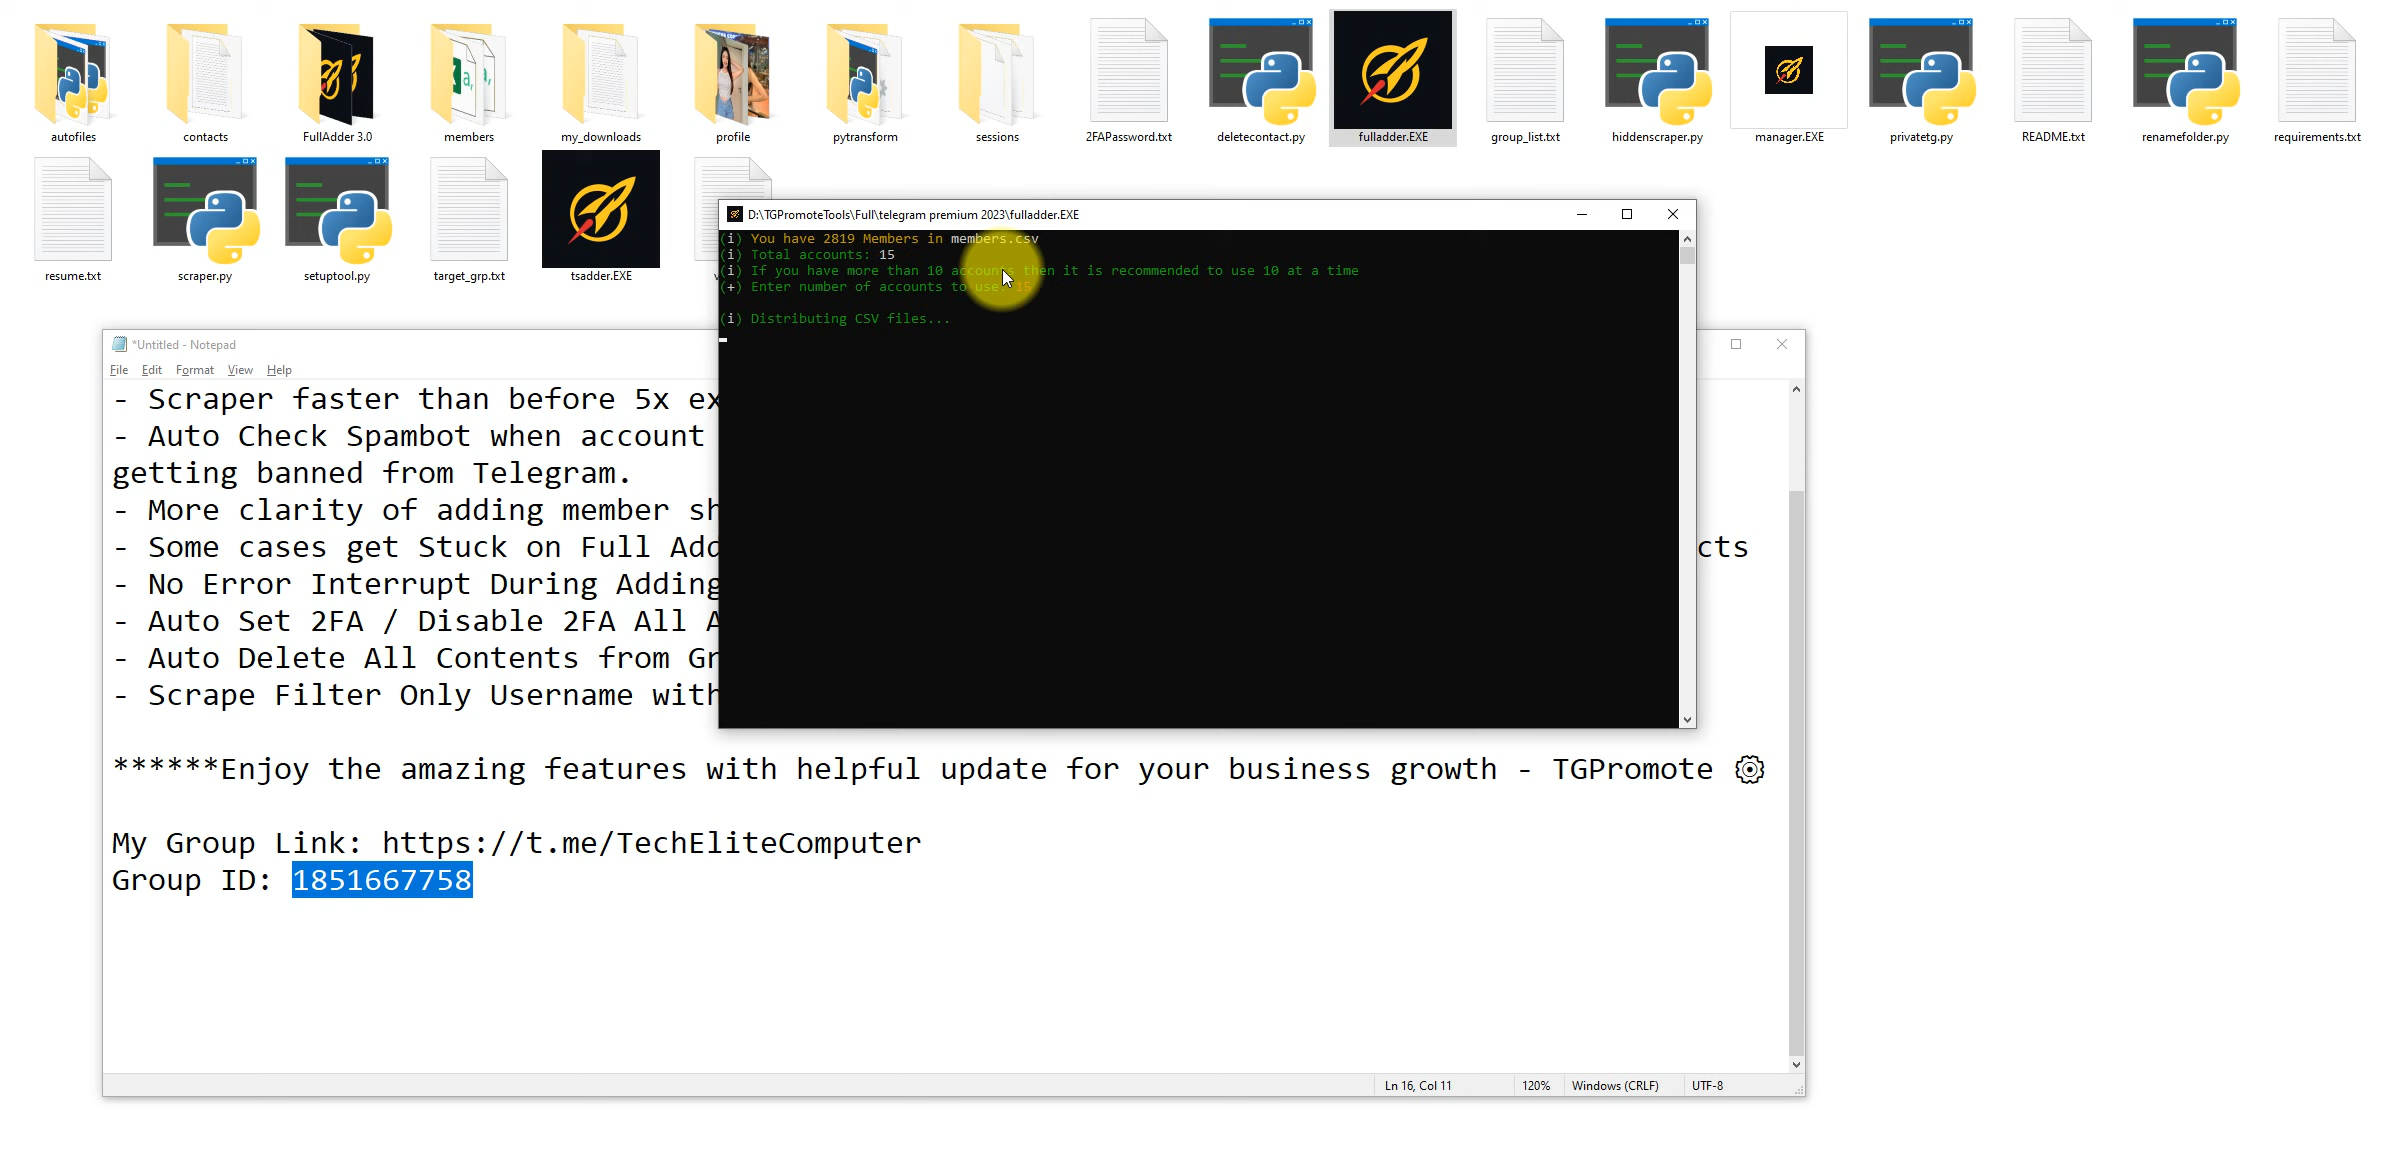 autofiles
contacts
FullAdder 3.0
members
my_downloads
profile
pytransform
sessions
2FAPassword.txt
deletecontact.py
fulladder.EXE
group_list.txt
hiddenscraper.py
manager.EXE
privatetg.py
README.txt
renamefolder.py
requirements.txt
resume.txt
scraper.py
setuptool.py
target_grp.txt
tsadder.EXE
D:\TGPromoteTools\Full\telegram premium 2023\fulladder.EXE
(i) You have 2819 Members in members.csv
(i) Total accounts: 15
(i) If you have more than 10 accounts then it is recommended to use 10 at a time
(+) Enter number of accounts to use: 15
(i) Distributing CSV files...
*Untitled - Notepad
File Edit Format View Help
- Scraper faster than before 5x
- Auto Check Spambot when account
getting banned from Telegram.
- More clarity of adding member
- Some cases get Stuck on Full
- No Error Interrupt During Adding
- Auto Set 2FA / Disable 2FA All
- Auto Delete All Contents from
- Scrape Filter Only Username with
******Enjoy the amazing features with helpful update for your business growth - TGPromote
My Group Link: https://t.me/TechEliteComputer
Group ID: 1851667758
Ln 16, Col 11
120%
Windows (CRLF)
UTF-8